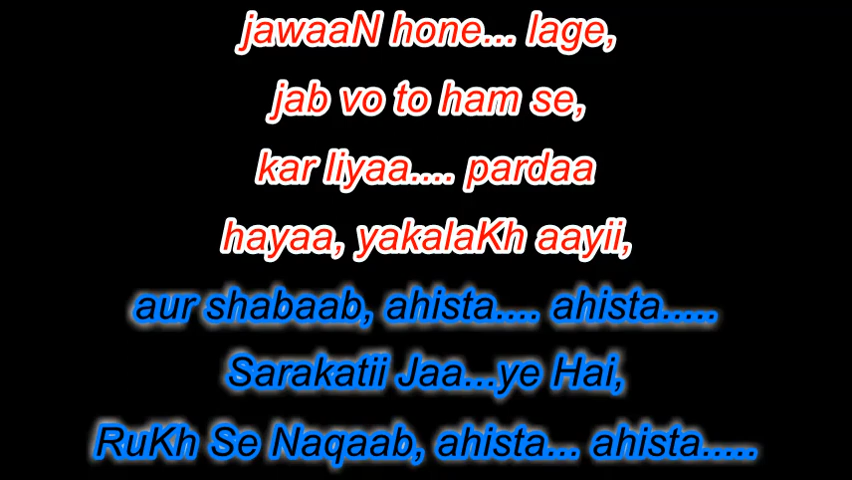 jawaaN hone... lage,
jab vo to ham se,
kar liyaa.... pardaa
hayaa, yakalaKh aayii,
aur shabaab, ahista.... ahista.....
Sarakatii Jaa...ye Hai,
RuKh Se Naqaab, ahista... ahista.....